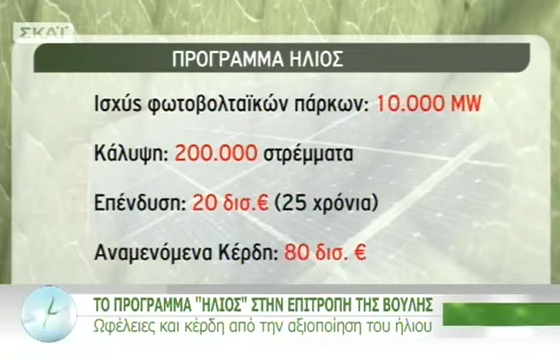 ΣΚΑΪ
ΠΡΟΓΡΑΜΜΑ ΗΛΙΟΣ
Ισχύς φωτοβολταϊκών πάρκων: 10.000 MW
Κάλυψη: 200.000 στρέμματα
Επένδυση: 20 δισ.€ (25 χρόνια)
Αναμενόμενα Κέρδη: 80 δισ. €
ΤΟ ΠΡΟΓΡΑΜΜΑ "ΗΛΙΟΣ" ΣΤΗΝ ΕΠΙΤΡΟΠΗ ΤΗΣ ΒΟΥΛΗΣ
Ωφέλειες και κέρδη από την αξιοποίηση του ήλιου